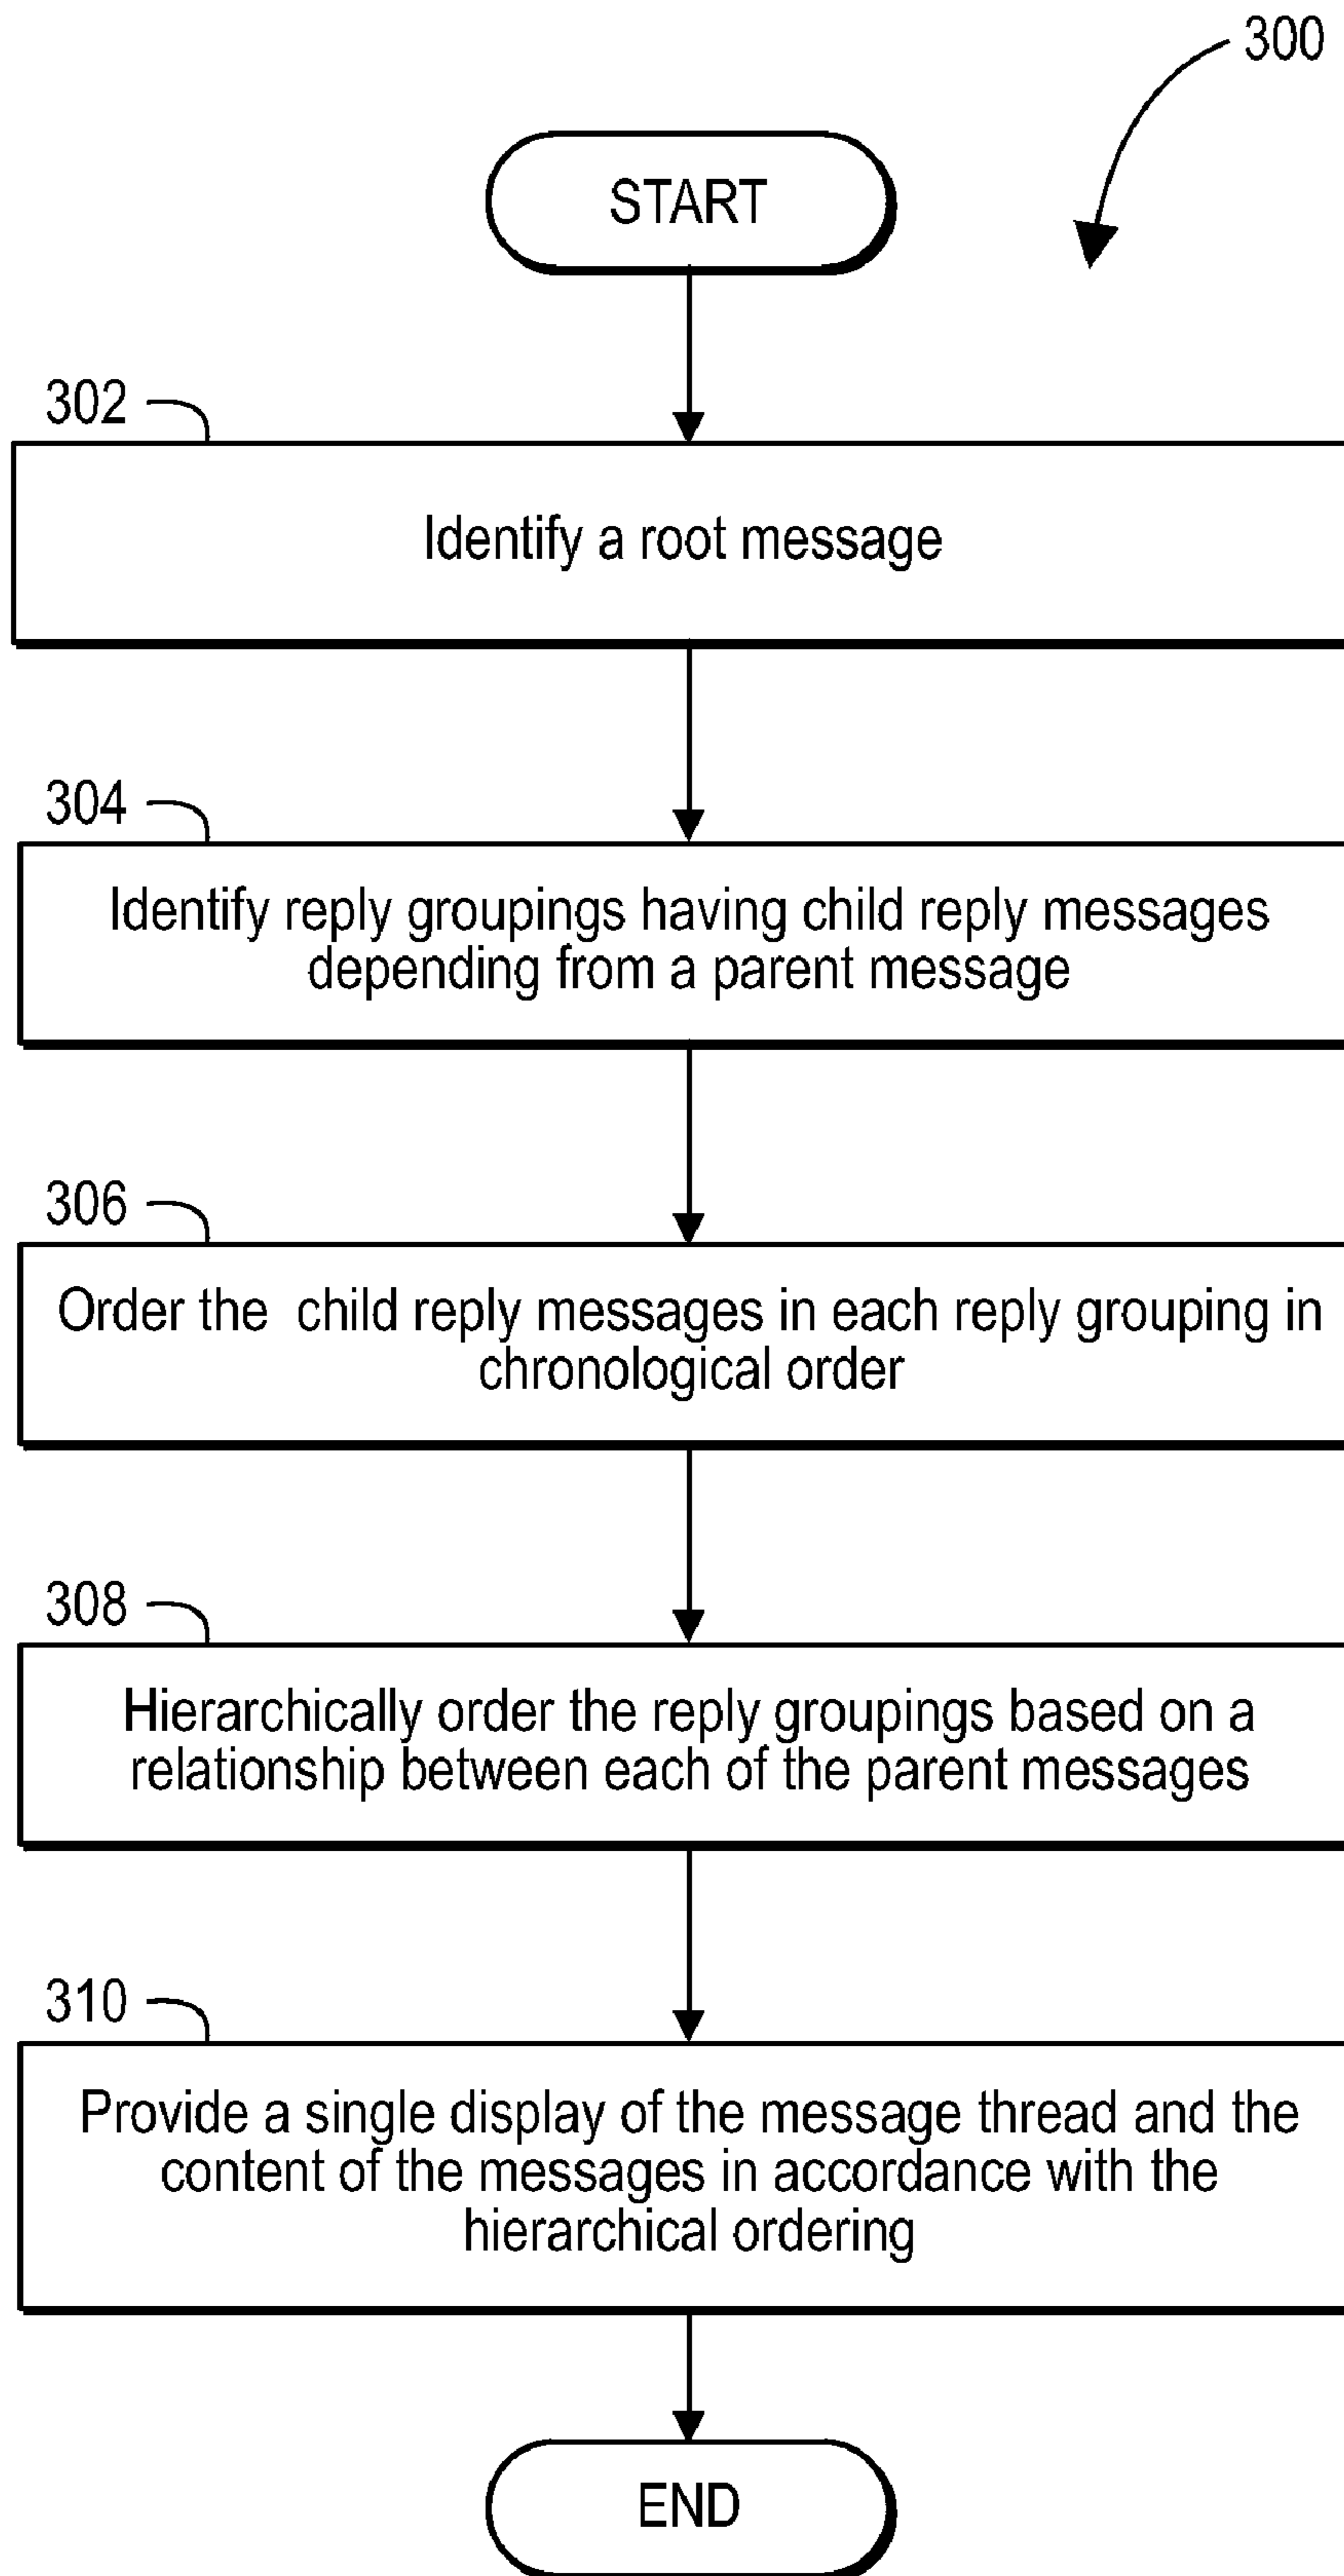 300
START
302
Identify a root message
304
Identify reply groupings having child reply messages
depending from a parent message
306
Order the child reply messages in each reply grouping in
chronological order
308
Hierarchically order the reply groupings based on a
relationship between each of the parent messages
310
Provide a single display of the message thread and the
content of the messages in accordance with the
hierarchical ordering
END